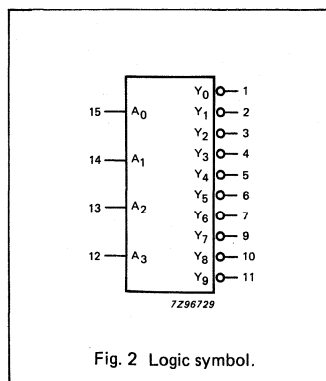 Y0 1
15 A0 Y1 2
Y2 3
14 A1 Y3 4
Y4 5
13 A2 Y5 6
Y6 7
Y7 9
12 A3 Y8 10
Y9 11
7Z96729
Fig. 2 Logic symbol.